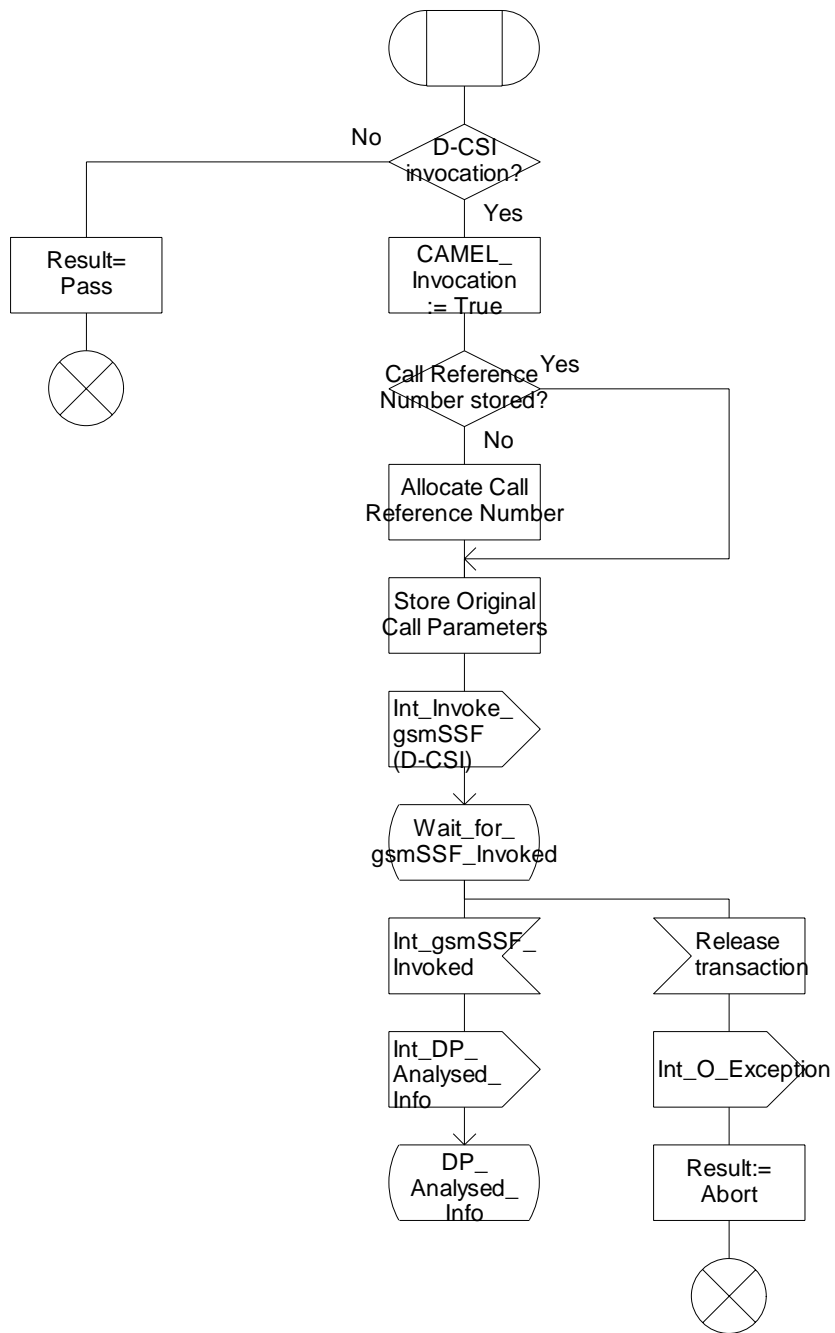 No
D-CSI
invocation?
Yes
Result=
Pass
CAMEL_
Invocation
:= True
Call Reference
Number stored?
Yes
No
Allocate Call
Reference Number
Store Original
Call Parameters
Int_Invoke_
gsmSSF
(D-CSI)
Wait_for_
gsmSSF_Invoked
Int_gsmSSF_
Invoked
Release
transaction
Int_DP_
Analysed_
Info
Int_O_Exception
DP_
Analysed_
Info
Result:=
Abort